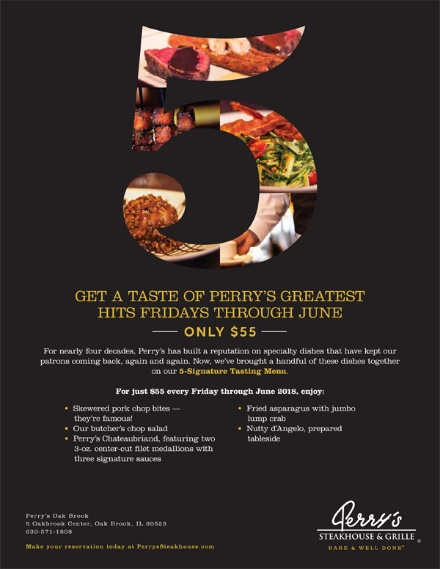 5
GET A TASTE OF PERRY'S GREATEST
HITS FRIDAYS THROUGH JUNE
ONLY $55
For nearly four decades, Perry's has built a reputation on specialty dishes that have kept our
patrons coming back, again and again. Now, we've brought a handful of these dishes together
on our 5-Signature Tasting Menu.
For just $55 every Friday through June 2018, enjoy:
• Skewered pork chop bites —
they're famous!
• Our butcher's chop salad
• Perry's Chateaubriand, featuring two
3-oz. center-cut filet medallions with
three signature sauces
• Fried asparagus with jumbo
lump crab
• Nutty d'Angelo, prepared
tableside
Perry's Oak Brook
5 Oakbrook Center, Oak Brook, IL 60523
630-571-1808
Make your reservation today at PerrysSteakhouse.com
Perry's
STEAKHOUSE & GRILLE®
RARE & WELL DONE®